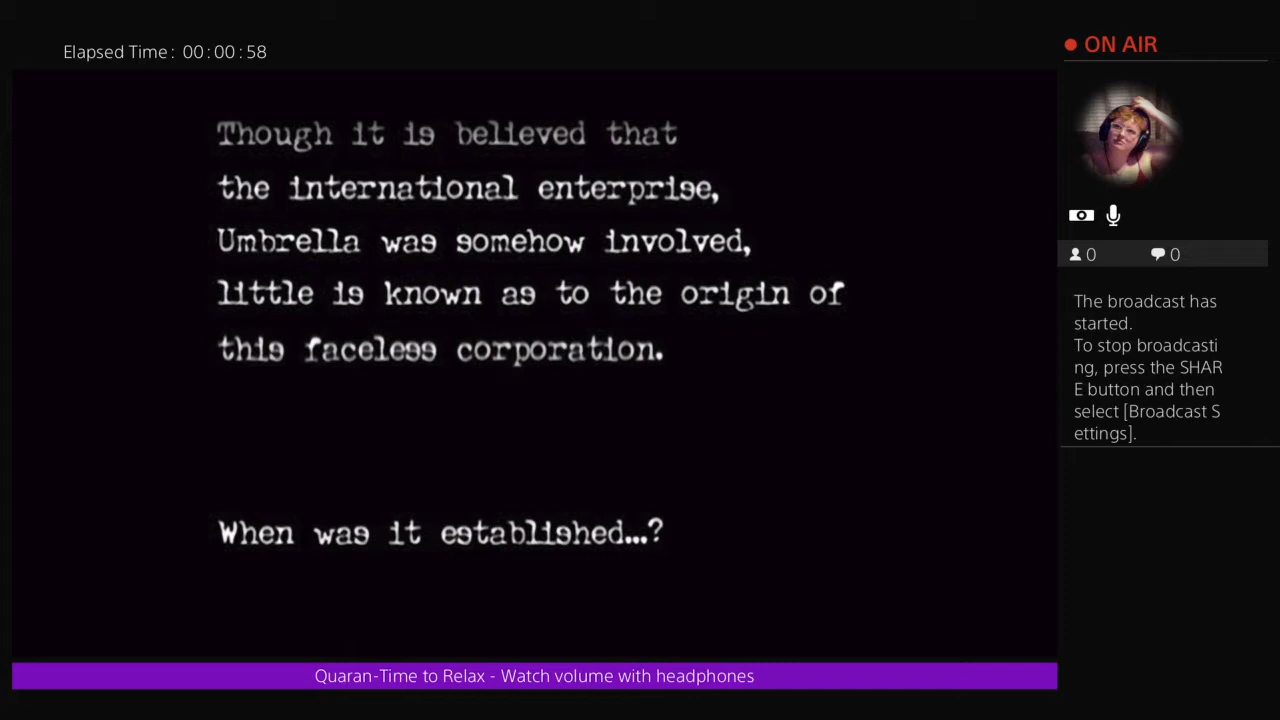 Elapsed Time: 00:00:58
ON AIR
Though it is believed that
the international enterprise,
Umbrella was somehow involved,
little is known as to the origin of
this faceless corporation.
When was it established...?
0
0
The broadcast has
started.
To stop broadcasti
ng, press the SHAR
E button and then
select [Broadcast S
ettings].
Quaran-Time to Relax - Watch volume with headphones